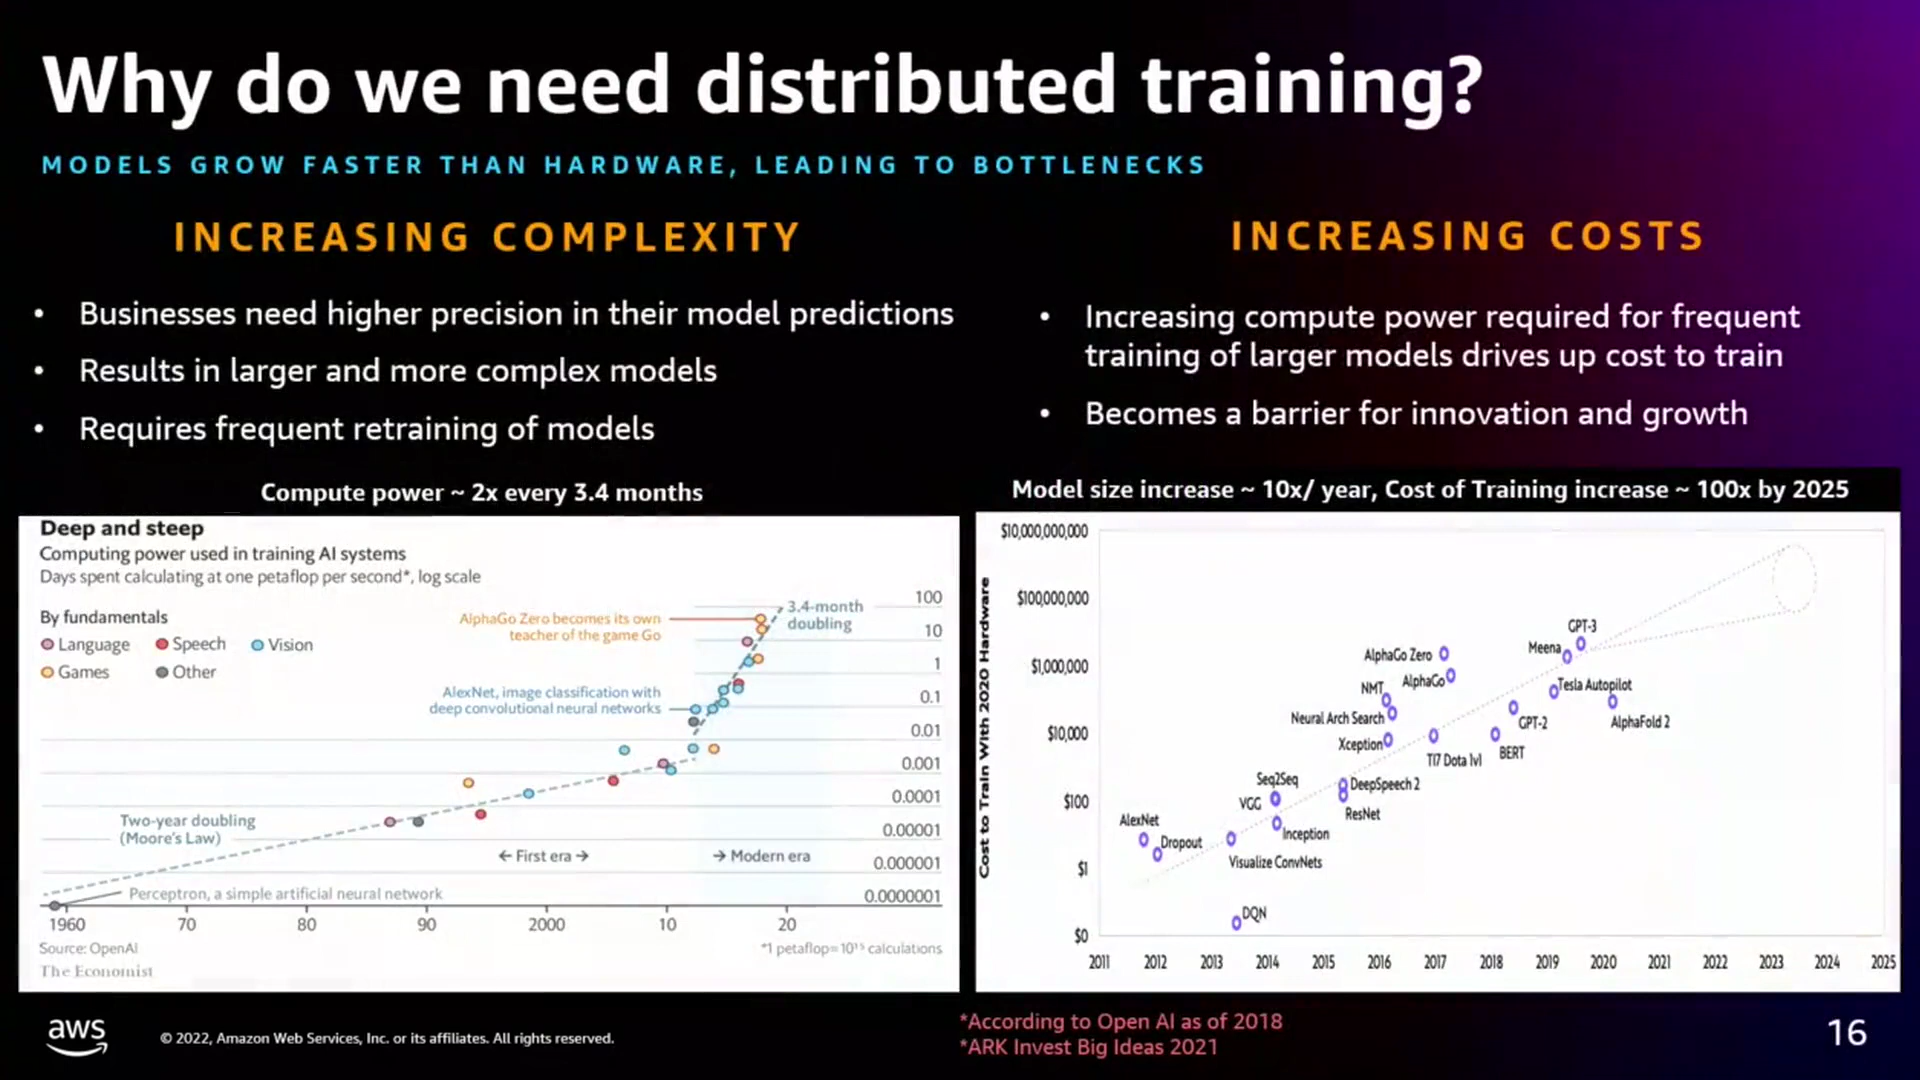 Why do we need distributed training?
MODELS GROW FASTER THAN HARDWARE, LEADING TO BOTTLENECKS
INCREASING COMPLEXITY
• Businesses need higher precision in their model predictions
• Results in larger and more complex models
• Requires frequent retraining of models
INCREASING COSTS
• Increasing compute power required for frequent
training of larger models drives up cost to train
• Becomes a barrier for innovation and growth
Compute power ~ 2x every 3.4 months
Deep and steep
Computing power used in training AI systems
Days spent calculating at one petaflop per second*, log scale
By fundamentals
Language Speech Vision
Games Other
AlphaGo Zero becomes its own
teacher of the game Go
3.4-month
doubling
AlexNet, image classification with
deep convolutional neural networks
Two-year doubling
(Moore's Law)
← First era →
→ Modern era
Perceptron, a simple artificial neural network
100
10
1
0.1
0.01
0.001
0.0001
0.00001
0.000001
0.0000001
1960 70 80 90 2000 10 20
Source: OpenAI
*1 petaflop=10¹⁵ calculations
The Economist
Model size increase ~ 10x/ year, Cost of Training increase ~ 100x by 2025
Cost to Train With 2020 Hardware
$10,000,000,000
$100,000,000
$1,000,000
$10,000
$100
$1
$0
GPT-3
Meena
AlphaGo Zero
AlphaGo
Tesla Autopilot
NMT
Neural Arch Search
GPT-2
AlphaFold 2
Xception
TI7 Dota 1v1
BERT
Seq2Seq
DeepSpeech 2
VGG
ResNet
AlexNet
Inception
Dropout
Visualize ConvNets
DQN
2011 2012 2013 2014 2015 2016 2017 2018 2019 2020 2021 2022 2023 2024 2025
aws
© 2022, Amazon Web Services, Inc. or its affiliates. All rights reserved.
*According to Open AI as of 2018
*ARK Invest Big Ideas 2021
16